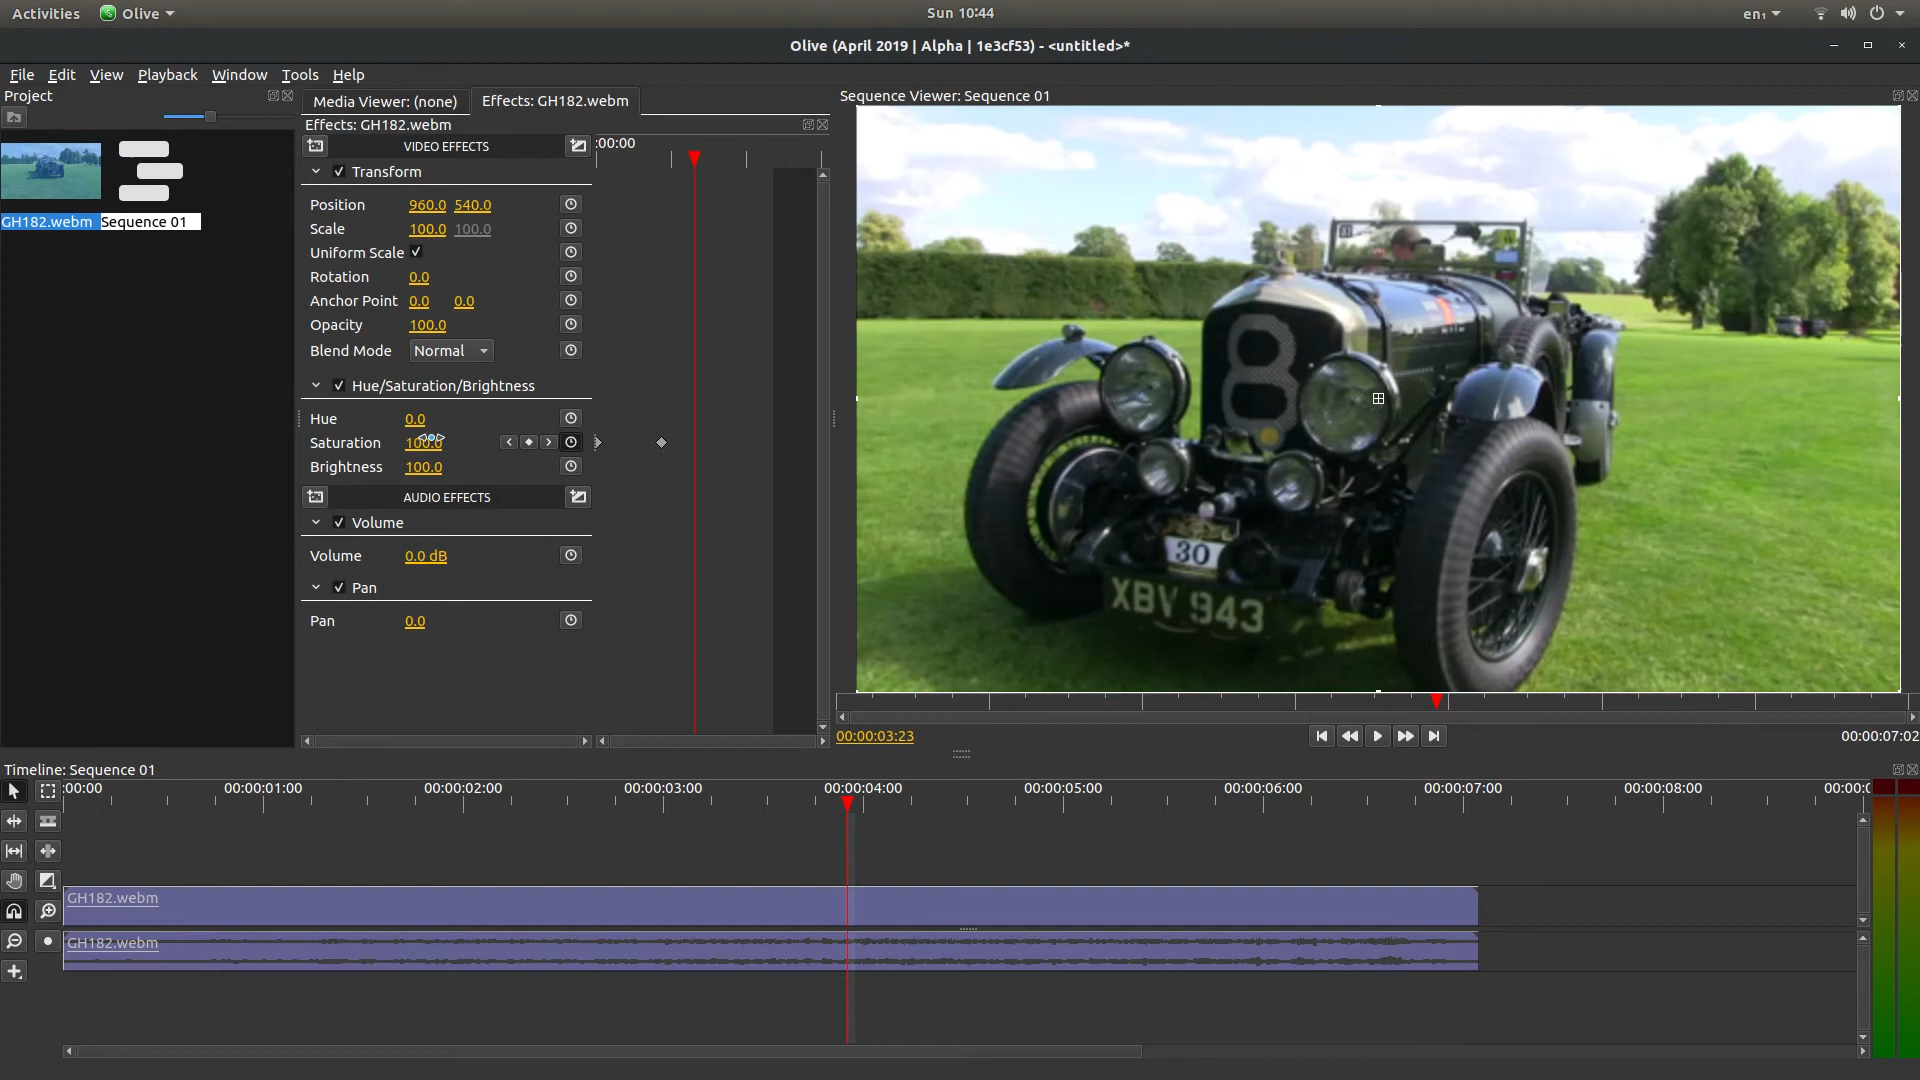 Activities Olive Sun 10:44 en₁
Olive (April 2019 | Alpha | 1e3cf53) - <untitled>*
File Edit View Playback Window Tools Help
Project
Media Viewer: (none) Effects: GH182.webm
Sequence Viewer: Sequence 01
Effects: GH182.webm
VIDEO EFFECTS
:00:00
Transform
Position 960.0 540.0
Scale 100.0 100.0
Uniform Scale
Rotation 0.0
Anchor Point 0.0 0.0
Opacity 100.0
Blend Mode Normal
Hue/Saturation/Brightness
Hue 0.0
Saturation 100.0
Brightness 100.0
AUDIO EFFECTS
Volume
Volume 0.0 dB
Pan
Pan 0.0
GH182.webm Sequence 01
8
30
XBV 943
00:00:03:23
00:00:07:02
Timeline: Sequence 01
:00:00 00:00:01:00 00:00:02:00 00:00:03:00 00:00:04:00 00:00:05:00 00:00:06:00 00:00:07:00 00:00:08:00 00:00:0
GH182.webm
GH182.webm